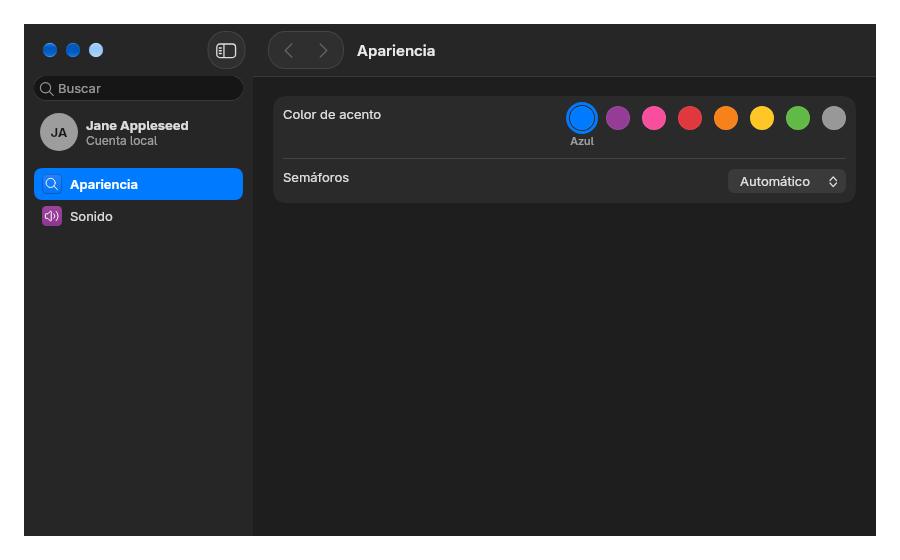 Apariencia
Buscar
JA
Jane Appleseed
Cuenta local
Apariencia
Sonido
Color de acento
Azul
Semáforos
Automático